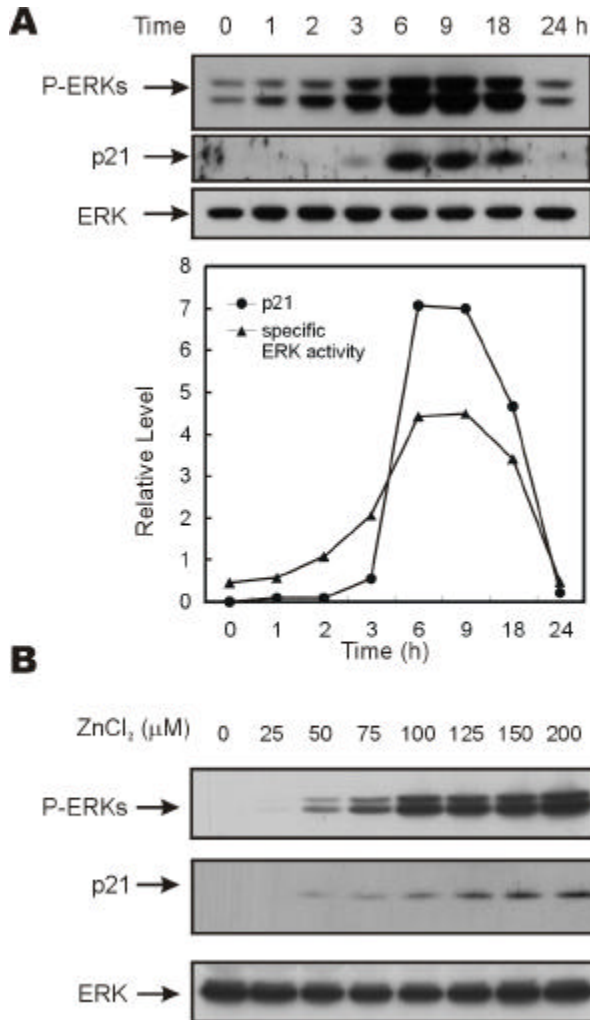 A
Time 0 1 2 3 6 9 18 24 h
P-ERKs
p21
ERK
8
7
6
5
4
3
2
1
0
Relative Level
p21
specific
ERK activity
0 1 2 3 6 9 18 24
Time (h)
B
ZnCl₂ (μM) 0 25 50 75 100 125 150 200
P-ERKs
p21
ERK